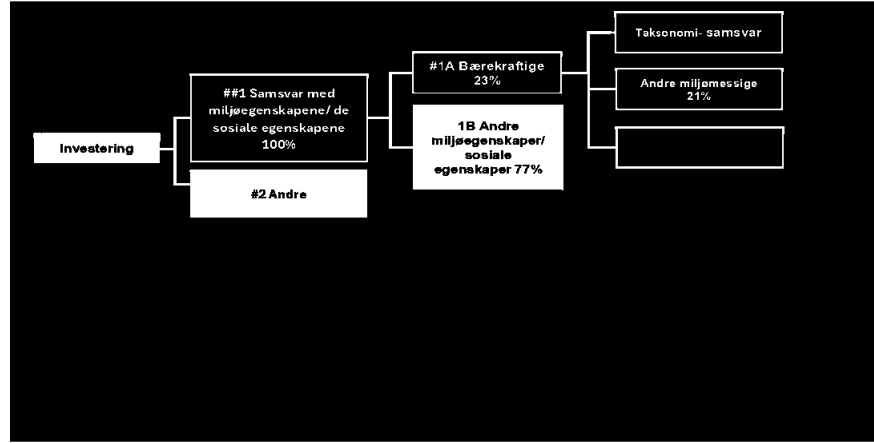 Investering
##1 Samsvar med
miljøegenskapene/ de
sosiale egenskapene
100%
#2 Andre
#1A Bærekraftige
23%
1B Andre
miljøegenskaper/
sosiale
egenskaper 77%
Taksonomi- samsvar
Andre miljømessige
21%